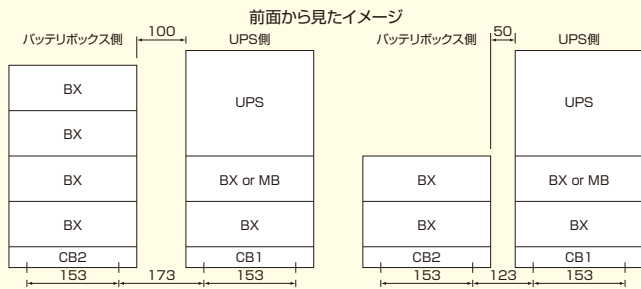 前面から見たイメージ
バッテリボックス側 100 UPS側
BX
BX
BX
BX
CB2
UPS
BX or MB
BX
CB1
153 173 153
バッテリボックス側 50 UPS側
BX
BX
CB2
UPS
BX or MB
BX
CB1
153 123 153